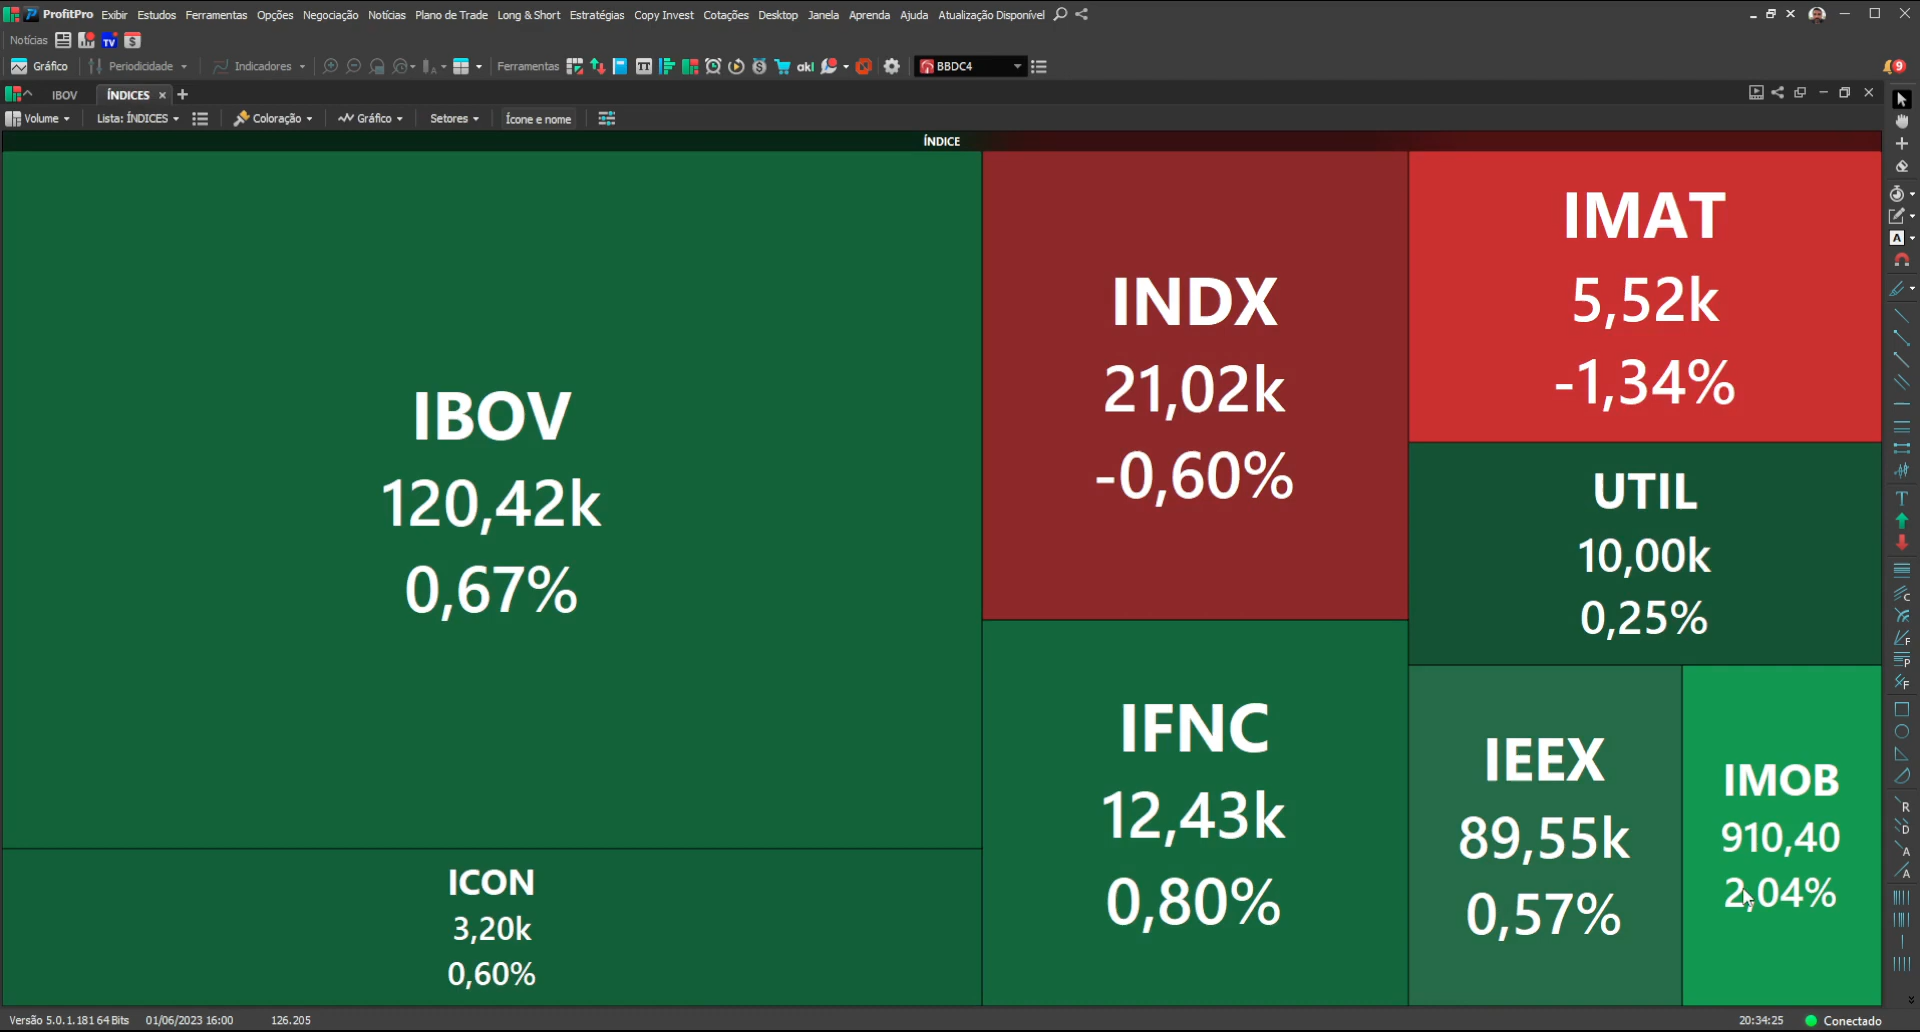 ProfitPro Exibir Estudos Ferramentas Opções Negociação Notícias Plano de Trade Long & Short Estratégias Copy Invest Cotações Desktop Janela Aprenda Ajuda Atualização Disponível
Notícias TV $
Gráfico Periodicidade Indicadores Ferramentas TT akl BBDC4 9
IBOV ÍNDICES
Volume Lista: ÍNDICES Coloração Gráfico Setores Ícone e nome
ÍNDICE
IBOV
120,42k
0,67%
ICON
3,20k
0,60%
INDX
21,02k
-0,60%
IFNC
12,43k
0,80%
IMAT
5,52k
-1,34%
UTIL
10,00k
0,25%
IEEX
89,55k
0,57%
IMOB
910,40
2,04%
A
T
C
F
P
F
R
D
A
A
Versão 5.0.1.181 64 Bits 01/06/2023 16:00 126.205 20:34:25 Conectado